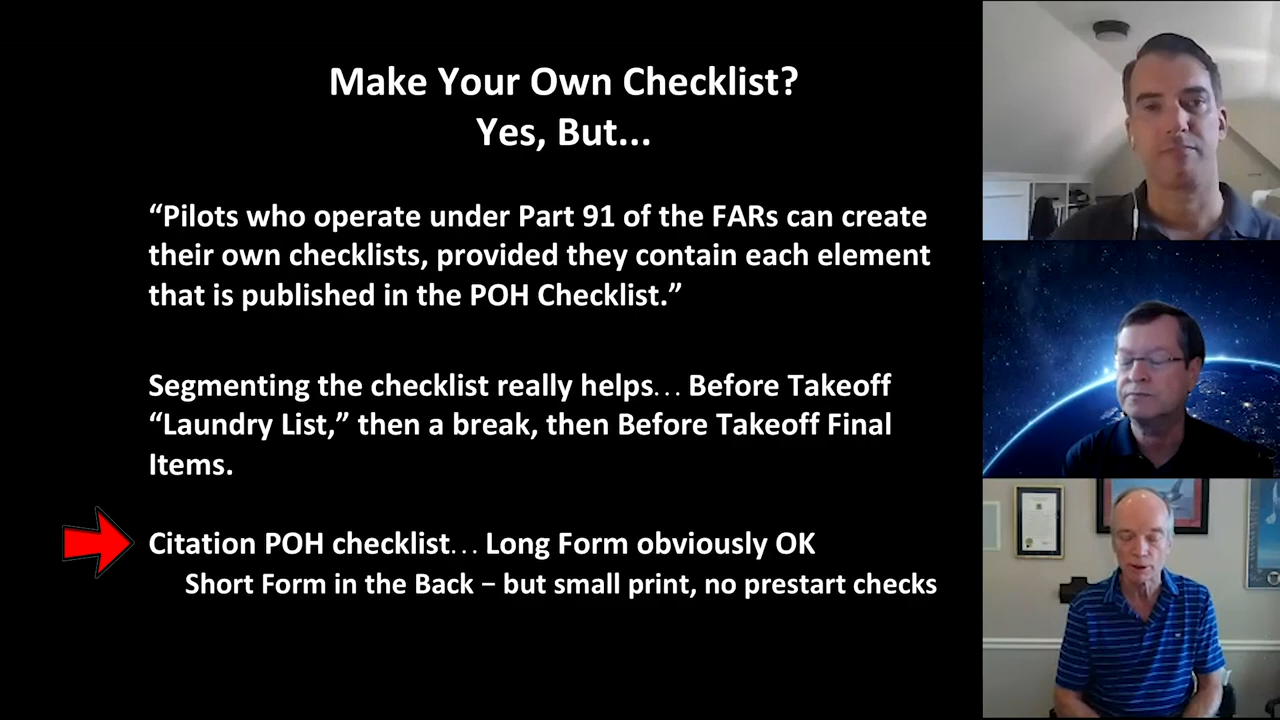 Make Your Own Checklist?
Yes, But...
“Pilots who operate under Part 91 of the FARs can create
their own checklists, provided they contain each element
that is published in the POH Checklist.”
Segmenting the checklist really helps... Before Takeoff
“Laundry List,” then a break, then Before Takeoff Final
Items.
Citation POH checklist... Long Form obviously OK
Short Form in the Back – but small print, no prestart checks